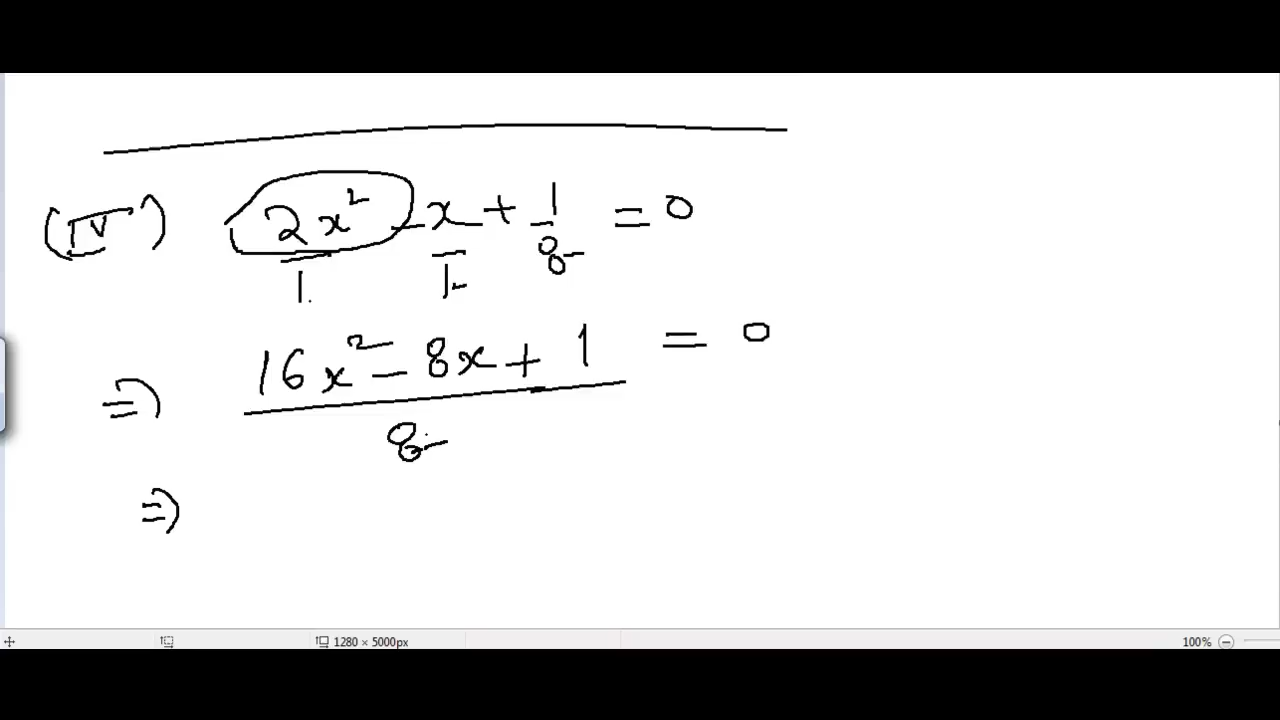 (IV) 2x² - x + 1/8 = 0
1 1
⇒ 16x² - 8x + 1 = 0
8
⇒
1280 × 5000px 100%